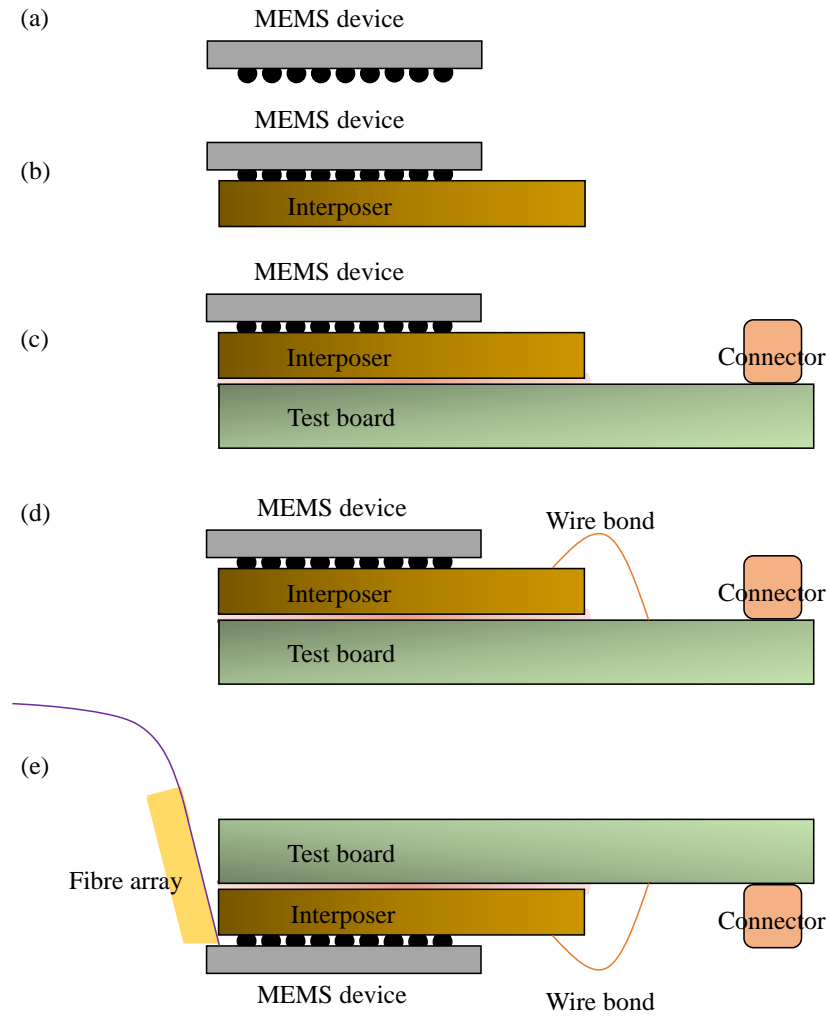 (a)
MEMS device
MEMS device
(b)
Interposer
MEMS device
(c)
Interposer
Connector
Test board
(d)
MEMS device
Wire bond
Interposer
Connector
Test board
(e)
Test board
Fibre array
Interposer
Connector
MEMS device
Wire bond